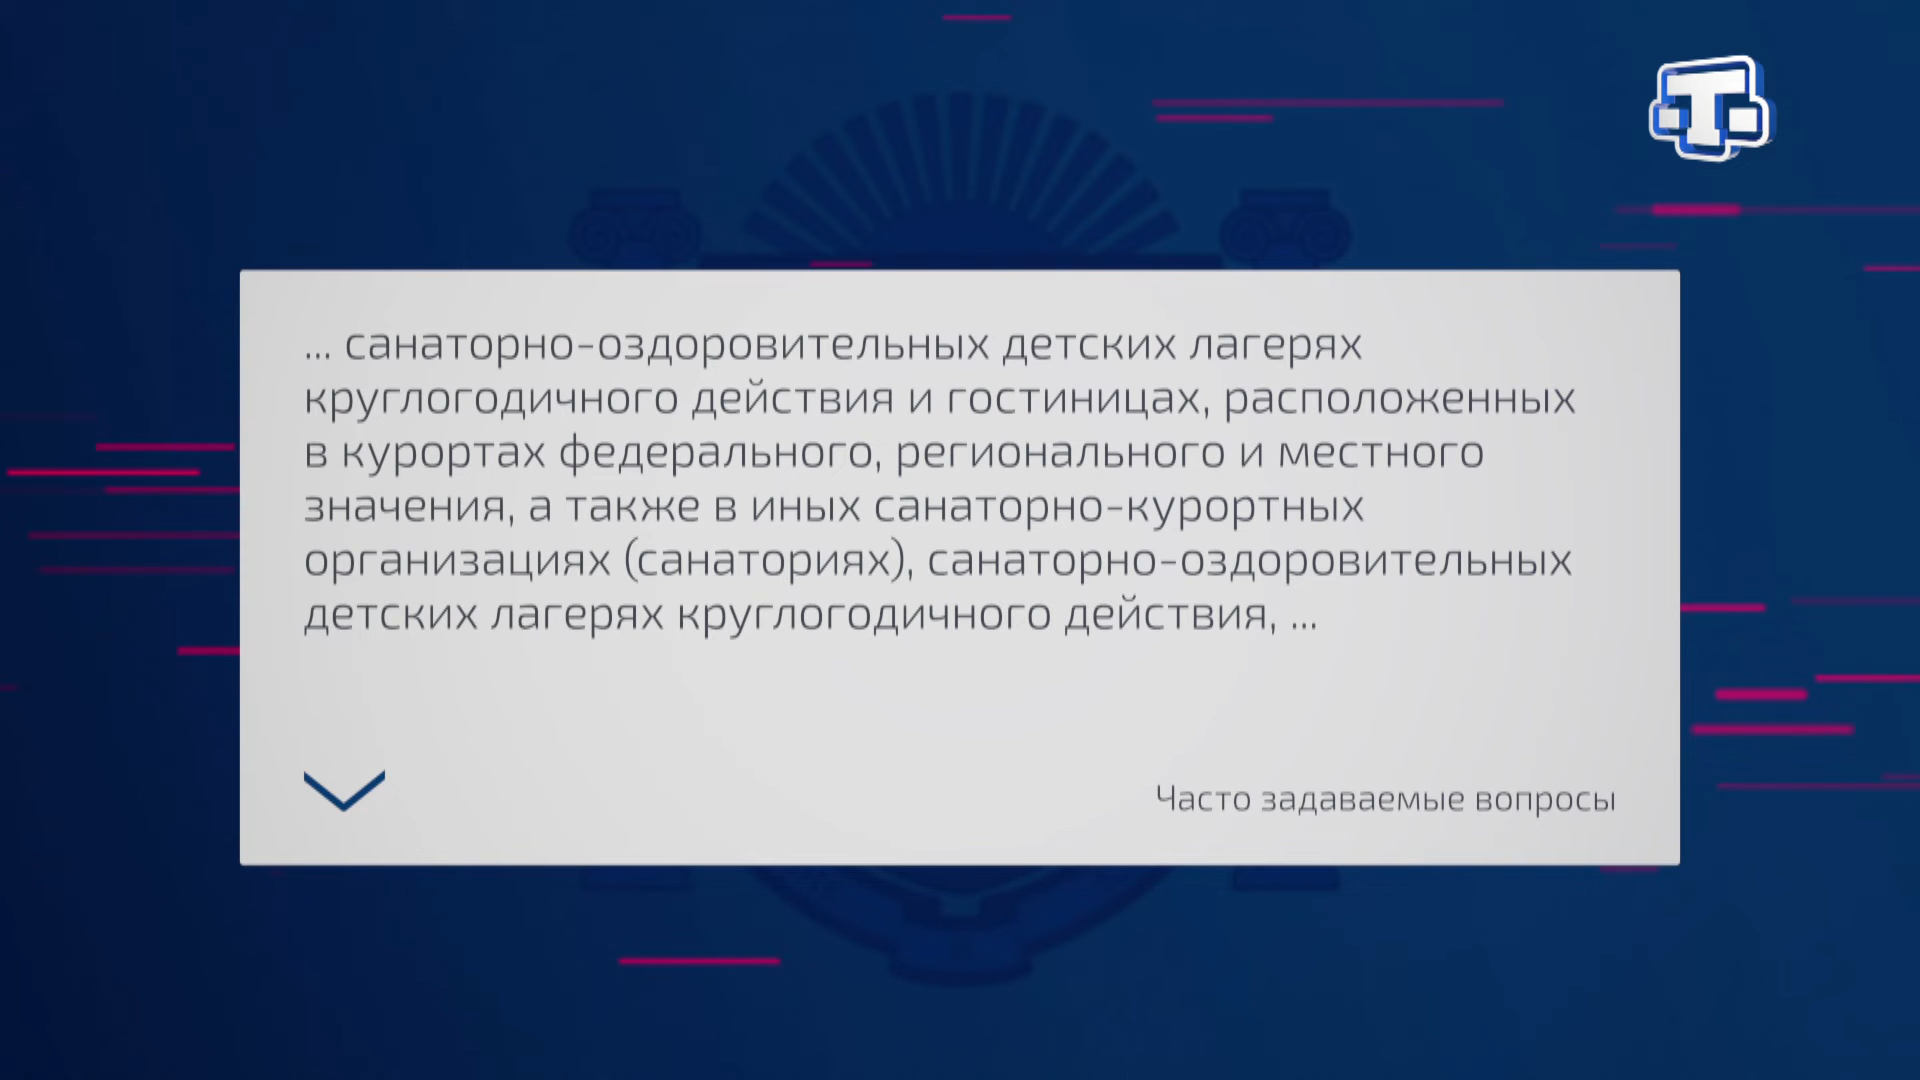 ... санаторно-оздоровительных детских лагерях
круглогодичного действия и гостиницах, расположенных
в курортах федерального, регионального и местного
значения, а также в иных санаторно-курортных
организациях (санаториях), санаторно-оздоровительных
детских лагерях круглогодичного действия, ...
Часто задаваемые вопросы